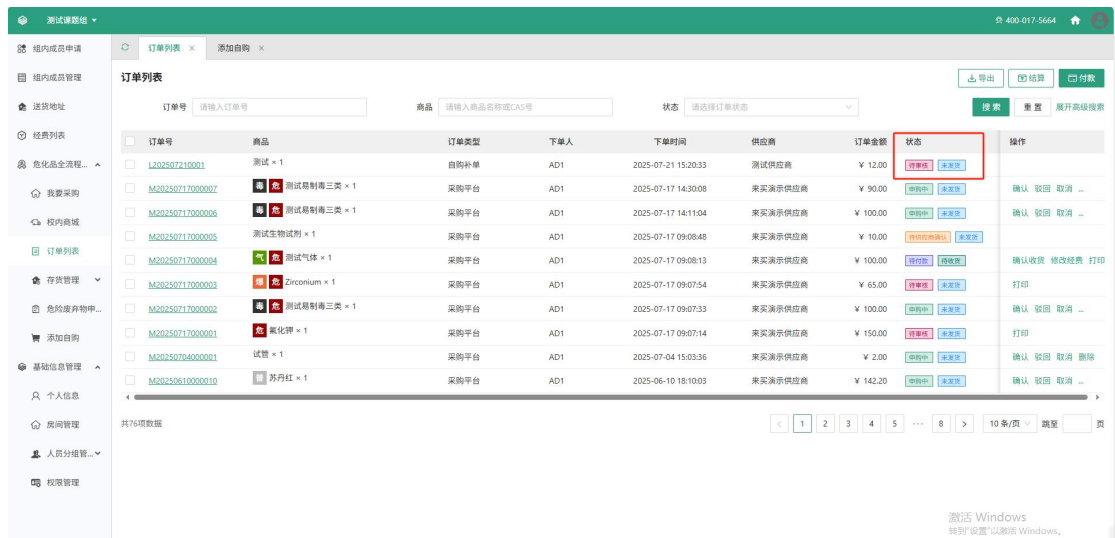 测试课题组 ▾ 400-017-5664
组内成员申请
组内成员管理
送货地址
经费列表
危化品全流程...
我要采购
校内商城
订单列表
存货管理
危险废弃物申...
添加自购
基础信息管理
个人信息
房间管理
人员分组管...
权限管理
订单列表 × 添加自购 ×
订单列表 导出 结算 付款
订单号 请输入订单号 商品 请输入商品名称或CAS号 状态 请选择订单状态 搜索 重置 展开高级搜索
订单号 商品 订单类型 下单人 下单时间 供应商 订单金额 状态 操作
L202507210001 测试 × 1 自购补单 AD1 2025-07-21 15:20:33 测试供应商 ¥ 12.00 待审核 未发货
M20250717000007 毒 危 测试易制毒三类 × 1 采购平台 AD1 2025-07-17 14:30:08 来买演示供应商 ¥ 90.00 申购中 未发货 确认 驳回 取消 ...
M20250717000006 毒 危 测试易制毒三类 × 1 采购平台 AD1 2025-07-17 14:11:04 来买演示供应商 ¥ 100.00 申购中 未发货 确认 驳回 取消 ...
M20250717000005 测试生物试剂 × 1 采购平台 AD1 2025-07-17 09:08:48 来买演示供应商 ¥ 10.00 待供应商确认 未发货
M20250717000004 气 危 测试气体 × 1 采购平台 AD1 2025-07-17 09:08:13 来买演示供应商 ¥ 100.00 待付款 待收货 确认收货 修改经费 打印
M20250717000003 爆 危 Zirconium × 1 采购平台 AD1 2025-07-17 09:07:54 来买演示供应商 ¥ 65.00 待审核 未发货 打印
M20250717000002 毒 危 测试易制毒三类 × 1 采购平台 AD1 2025-07-17 09:07:33 来买演示供应商 ¥ 100.00 申购中 未发货 确认 驳回 取消 ...
M20250717000001 危 氟化钾 × 1 采购平台 AD1 2025-07-17 09:07:14 来买演示供应商 ¥ 150.00 待审核 未发货 打印
M20250704000001 试管 × 1 采购平台 AD1 2025-07-04 15:03:36 来买演示供应商 ¥ 2.00 申购中 未发货 确认 驳回 取消 删除
M20250610000010 普 苏丹红 × 1 采购平台 AD1 2025-06-10 18:10:03 来买演示供应商 ¥ 142.20 申购中 未发货 确认 驳回 取消 ...
共76项数据 < 1 2 3 4 5 ··· 8 > 10 条/页 跳至 页
激活 Windows
转到"设置"以激活 Windows。